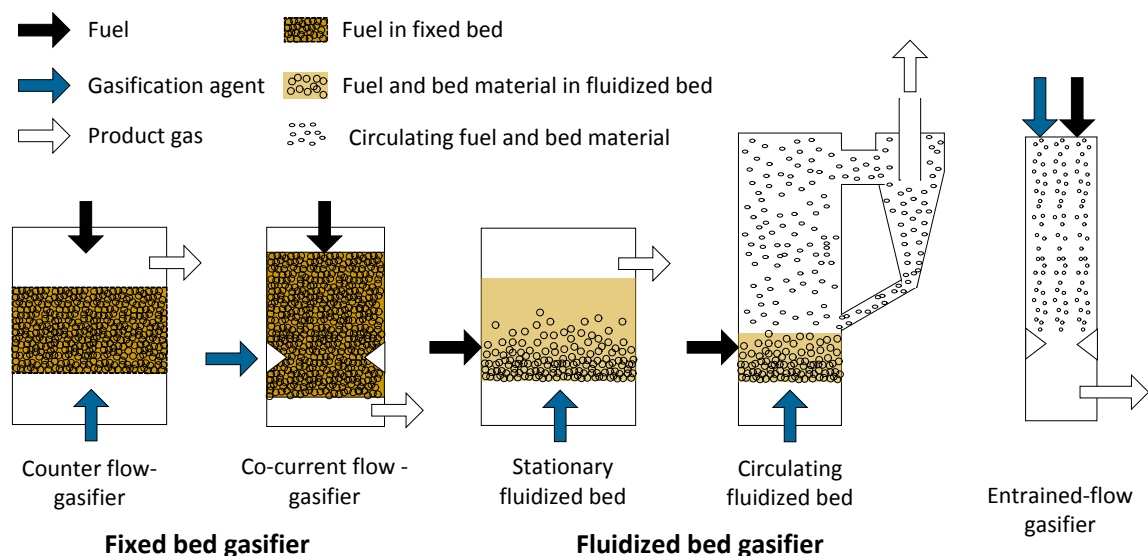 Fuel
Fuel in fixed bed
Gasification agent
Fuel and bed material in fluidized bed
Product gas
Circulating fuel and bed material
Counter flow-
gasifier
Co-current flow -
gasifier
Stationary
fluidized bed
Circulating
fluidized bed
Entrained-flow
gasifier
Fixed bed gasifier
Fluidized bed gasifier